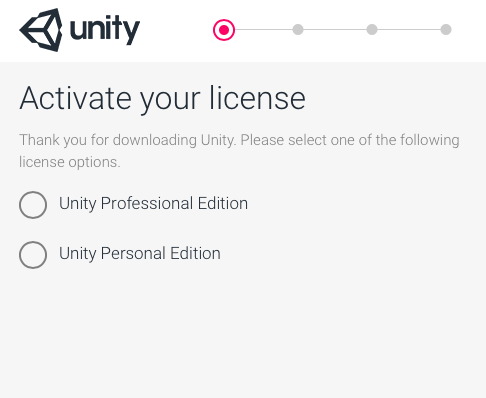 unity
Activate your license
Thank you for downloading Unity. Please select one of the following
license options.
Unity Professional Edition
Unity Personal Edition